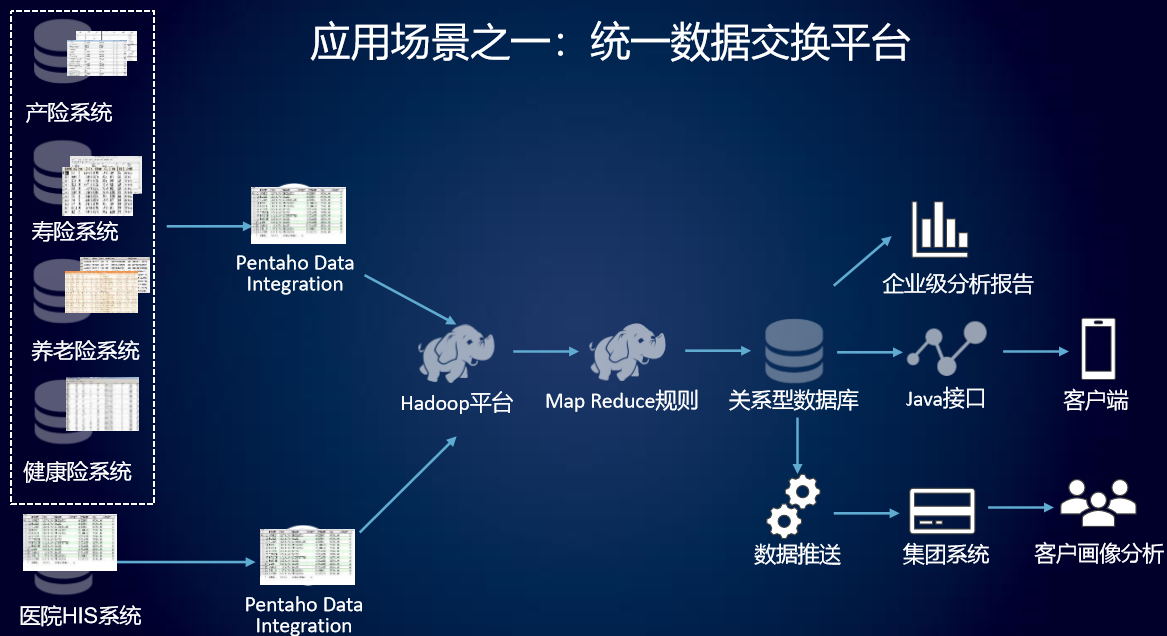 应用场景之一：统一数据交换平台
产险系统
寿险系统
养老险系统
健康险系统
医院HIS系统
Pentaho Data
Integration
Pentaho Data
Integration
Hadoop平台
Map Reduce规则
关系型数据库
企业级分析报告
Java接口
客户端
数据推送
集团系统
客户画像分析